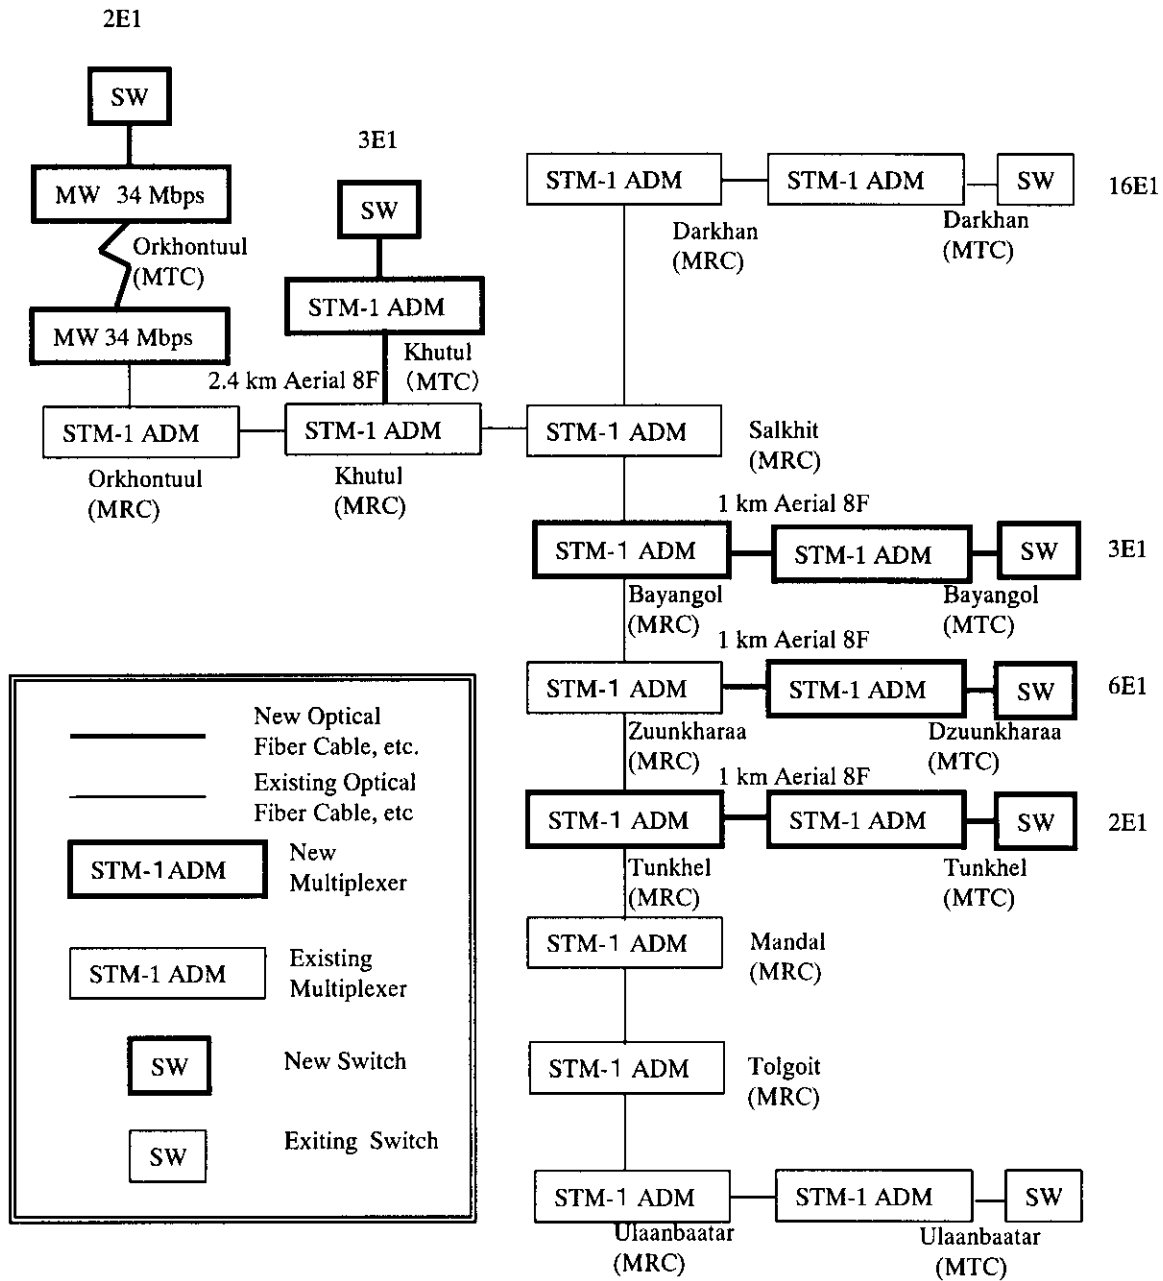 2E1
SW
3E1
MW 34 Mbps
SW
STM-1 ADM
STM-1 ADM
SW
16E1
Orkhontuul
(MTC)
Darkhan
(MRC)
Darkhan
(MTC)
STM-1 ADM
MW 34 Mbps
Khutul
(MTC)
2.4 km Aerial 8F
STM-1 ADM
STM-1 ADM
STM-1 ADM
Salkhit
(MRC)
Orkhontuul
(MRC)
Khutul
(MRC)
1 km Aerial 8F
STM-1 ADM
STM-1 ADM
SW
3E1
Bayangol
(MRC)
Bayangol
(MTC)
1 km Aerial 8F
STM-1 ADM
STM-1 ADM
SW
6E1
Zuunkharaa
(MRC)
Dzuunkharaa
(MTC)
1 km Aerial 8F
STM-1 ADM
STM-1 ADM
SW
2E1
Tunkhel
(MRC)
Tunkhel
(MTC)
STM-1 ADM
Mandal
(MRC)
STM-1 ADM
Tolgoit
(MRC)
STM-1 ADM
STM-1 ADM
SW
Ulaanbaatar
(MRC)
Ulaanbaatar
(MTC)
New Optical
Fiber Cable, etc.
Existing Optical
Fiber Cable, etc
STM-1 ADM
New
Multiplexer
STM-1 ADM
Existing
Multiplexer
SW
New Switch
SW
Exiting Switch